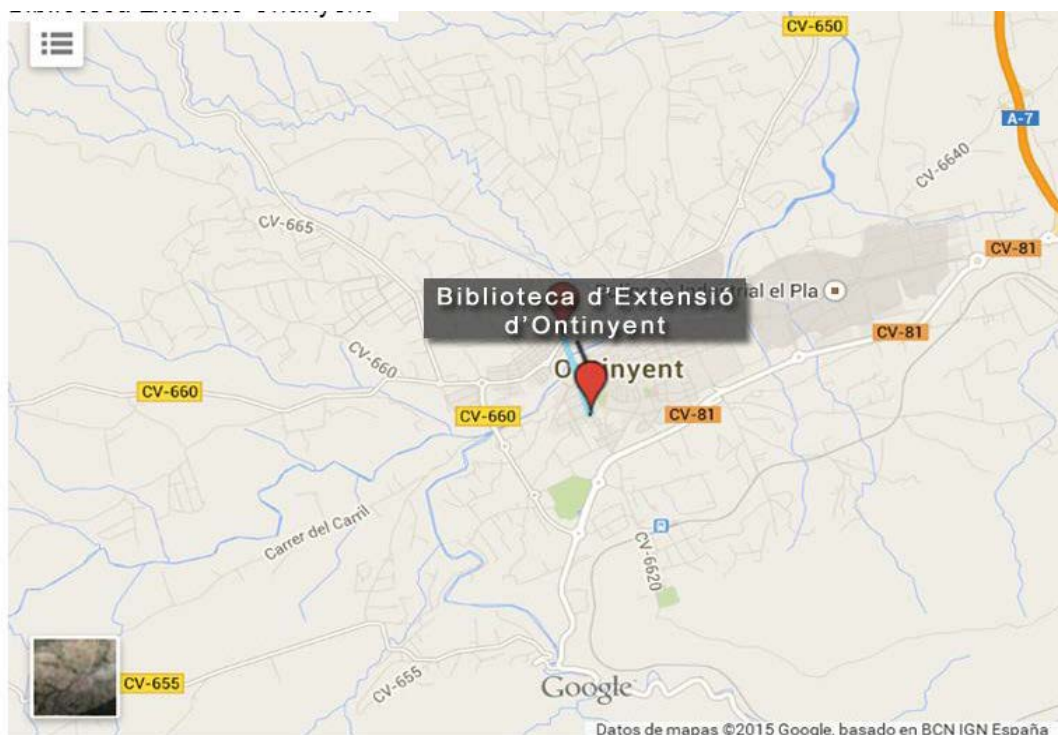 CV-650
A-7
CV-6640
CV-665
CV-81
Biblioteca d'Extensió
d'Ontinyent
Industrial el Pla
CV-81
CV-660
CV-660
CV-660
CV-81
Carrer del Carril
CV-6620
CV-655
CV-655
Google
Datos de mapas ©2015 Google, basado en BCN IGN España